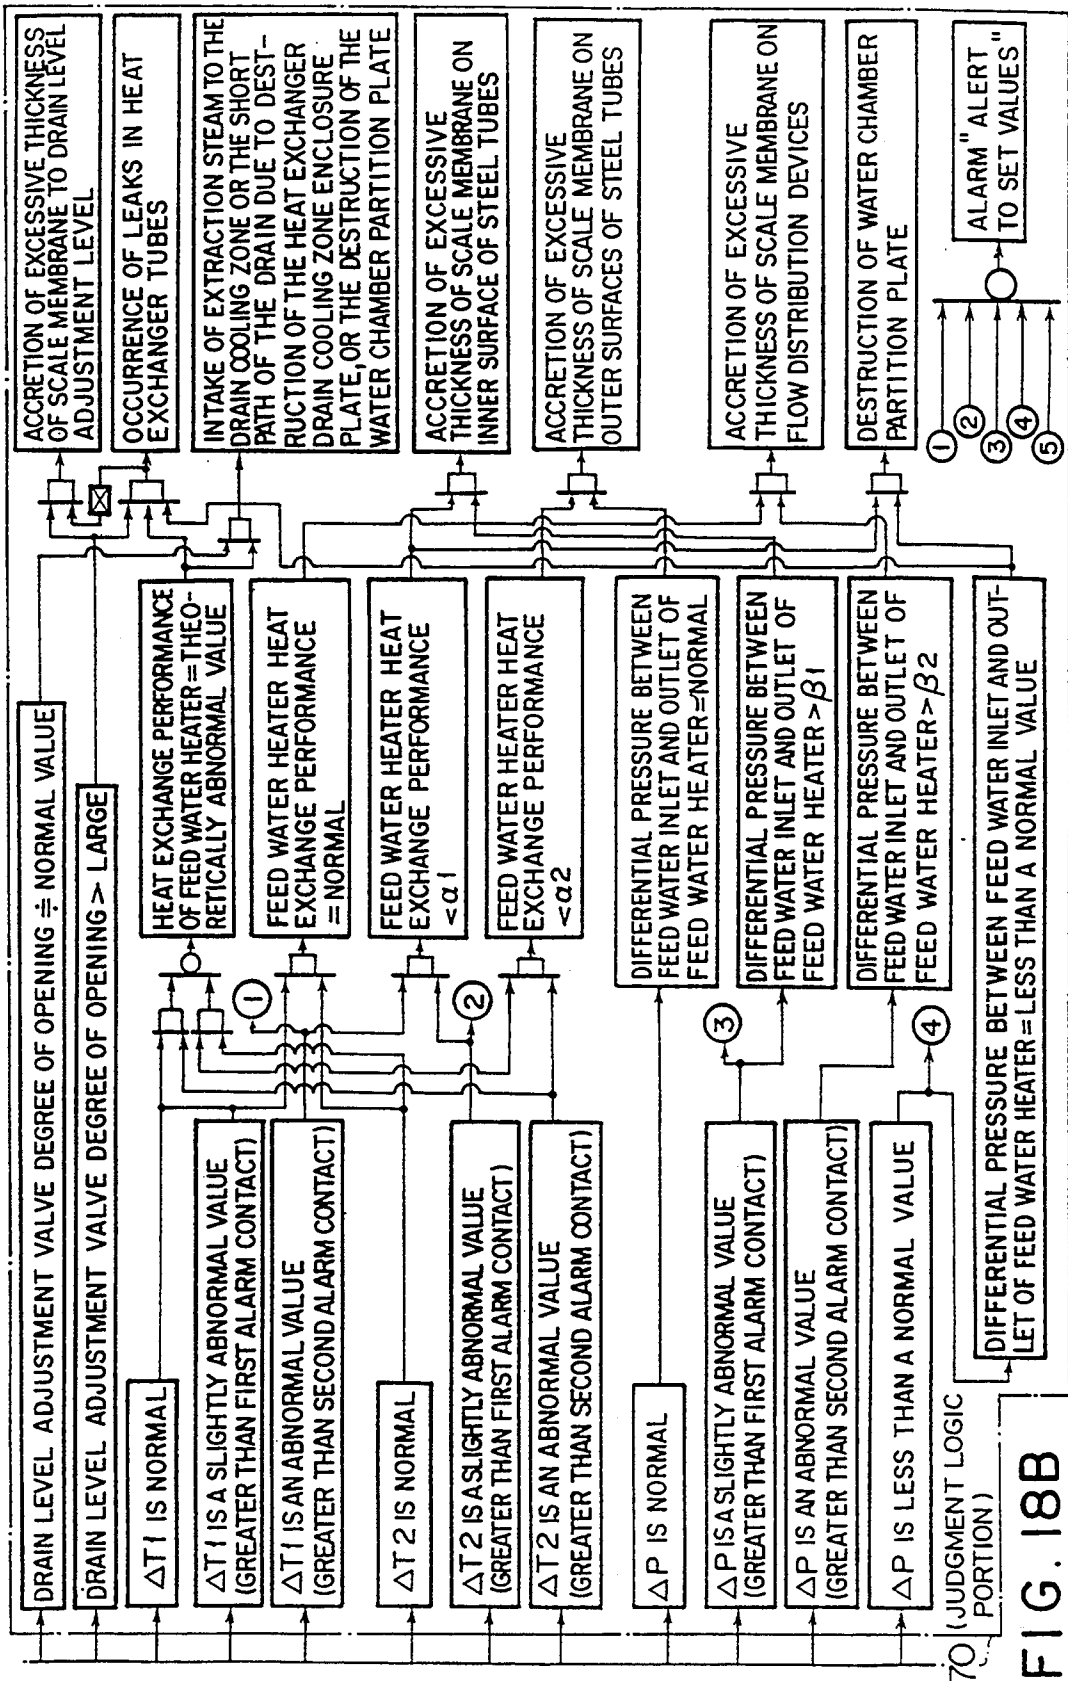 DRAIN LEVEL ADJUSTMENT VALVE DEGREE OF OPENING ≑ NORMAL VALUE
DRAIN LEVEL ADJUSTMENT VALVE DEGREE OF OPENING > LARGE
△T1 IS NORMAL
△T1 IS A SLIGHTLY ABNORMAL VALUE
(GREATER THAN FIRST ALARM CONTACT)
△T1 IS AN ABNORMAL VALUE
(GREATER THAN SECOND ALARM CONTACT)
△T2 IS NORMAL
△T2 IS A SLIGHTLY ABNORMAL VALUE
(GREATER THAN FIRST ALARM CONTACT)
△T2 IS AN ABNORMAL VALUE
(GREATER THAN SECOND ALARM CONTACT)
△P IS NORMAL
△P IS A SLIGHTLY ABNORMAL VALUE
(GREATER THAN FIRST ALARM CONTACT)
△P IS AN ABNORMAL VALUE
(GREATER THAN SECOND ALARM CONTACT)
△P IS LESS THAN A NORMAL VALUE
1
2
3
4
HEAT EXCHANGE PERFORMANCE
OF FEED WATER HEATER=THEO-
RETICALLY ABNORMAL VALUE
FEED WATER HEATER HEAT
EXCHANGE PERFORMANCE
=NORMAL
FEED WATER HEATER HEAT
EXCHANGE PERFORMANCE
<α1
FEED WATER HEATER HEAT
EXCHANGE PERFORMANCE
<α2
DIFFERENTIAL PRESSURE BETWEEN
FEED WATER INLET AND OUTLET OF
FEED WATER HEATER=NORMAL
DIFFERENTIAL PRESSURE BETWEEN
FEED WATER INLET AND OUTLET OF
FEED WATER HEATER>β1
DIFFERENTIAL PRESSURE BETWEEN
FEED WATER INLET AND OUTLET OF
FEED WATER HEATER>β2
DIFFERENTIAL PRESSURE BETWEEN FEED WATER INLET AND OUT-
LET OF FEED WATER HEATER=LESS THAN A NORMAL VALUE
ACCRETION OF EXCESSIVE THICKNESS
OF SCALE MEMBRANE TO DRAIN LEVEL
ADJUSTMENT LEVEL
OCCURRENCE OF LEAKS IN HEAT
EXCHANGER TUBES
INTAKE OF EXTRACTION STEAM TO THE
DRAIN COOLING ZONE OR THE SHORT
PATH OF THE DRAIN DUE TO DEST-
RUCTION OF THE HEAT EXCHANGER
DRAIN COOLING ZONE ENCLOSURE
PLATE, OR THE DESTRUCTION OF THE
WATER CHAMBER PARTITION PLATE
ACCRETION OF EXCESSIVE
THICKNESS OF SCALE MEMBRANE ON
INNER SURFACE OF STEEL TUBES
ACCRETION OF EXCESSIVE
THICKNESS OF SCALE MEMBRANE ON
OUTER SURFACES OF STEEL TUBES
ACCRETION OF EXCESSIVE
THICKNESS OF SCALE MEMBRANE ON
FLOW DISTRIBUTION DEVICES
DESTRUCTION OF WATER CHAMBER
PARTITION PLATE
1
2
3
4
5
ALARM "ALERT
TO SET VALUES"
70 (JUDGMENT LOGIC
PORTION)
FIG. 18B